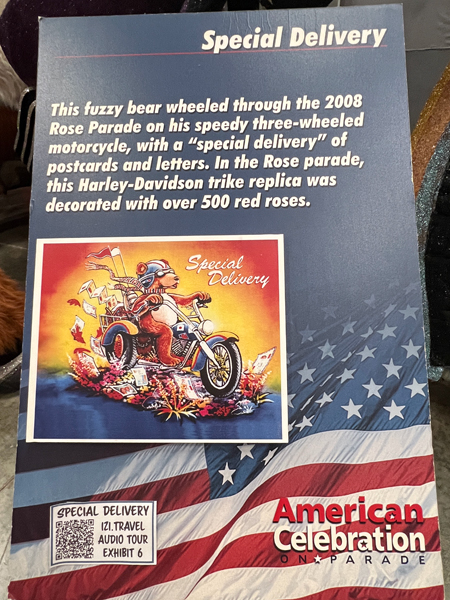 Special Delivery
This fuzzy bear wheeled through the 2008
Rose Parade on his speedy three-wheeled
motorcycle, with a “special delivery” of
postcards and letters. In the Rose parade,
this Harley-Davidson trike replica was
decorated with over 500 red roses.
Special
Delivery
SPECIAL DELIVERY
IZI.TRAVEL
AUDIO TOUR
EXHIBIT 6
American
Celebration
ON PARADE